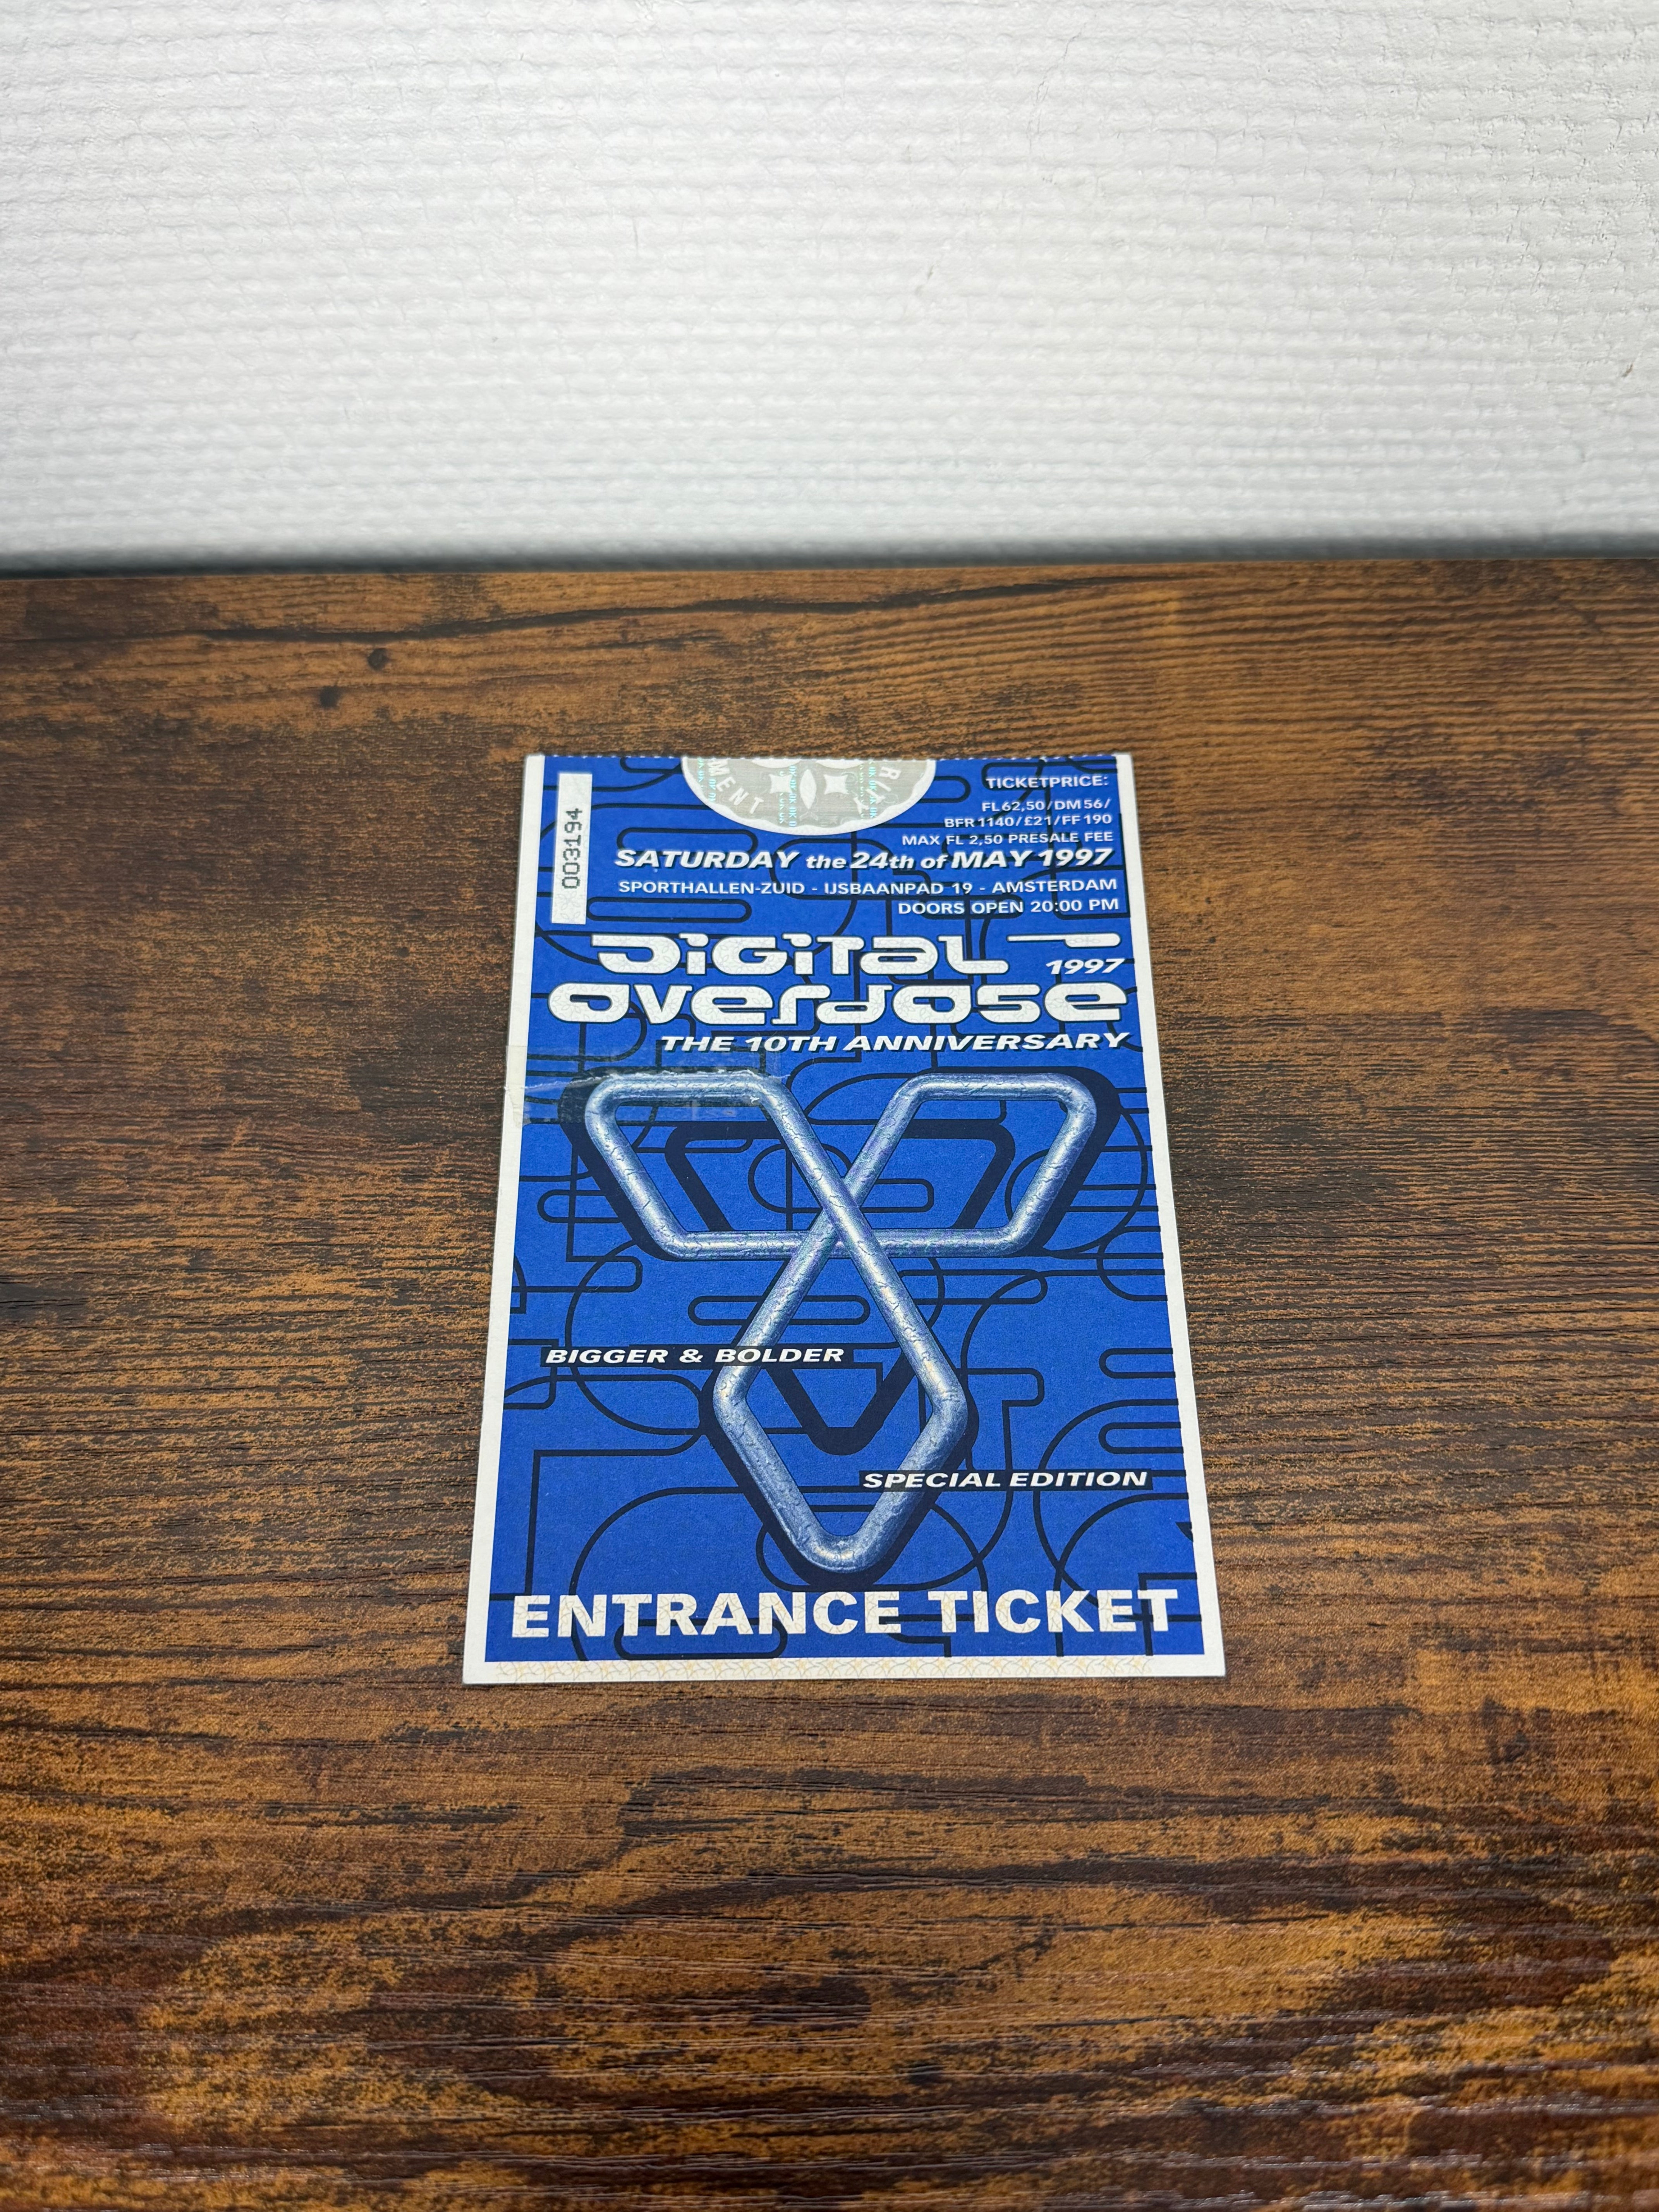 003194
MENT
TICKETPRICE:
FL 62,50/DM 56/
BFR 1140/£21/FF 190
MAX FL 2,50 PRESALE FEE
SATURDAY the 24th of MAY 1997
SPORTHALLEN-ZUID - IJSBAANPAD 19 - AMSTERDAM
DOORS OPEN 20:00 PM
DIGITAL
1997
OVERDOSE
THE 10TH ANNIVERSARY
BIGGER & BOLDER
SPECIAL EDITION
ENTRANCE TICKET